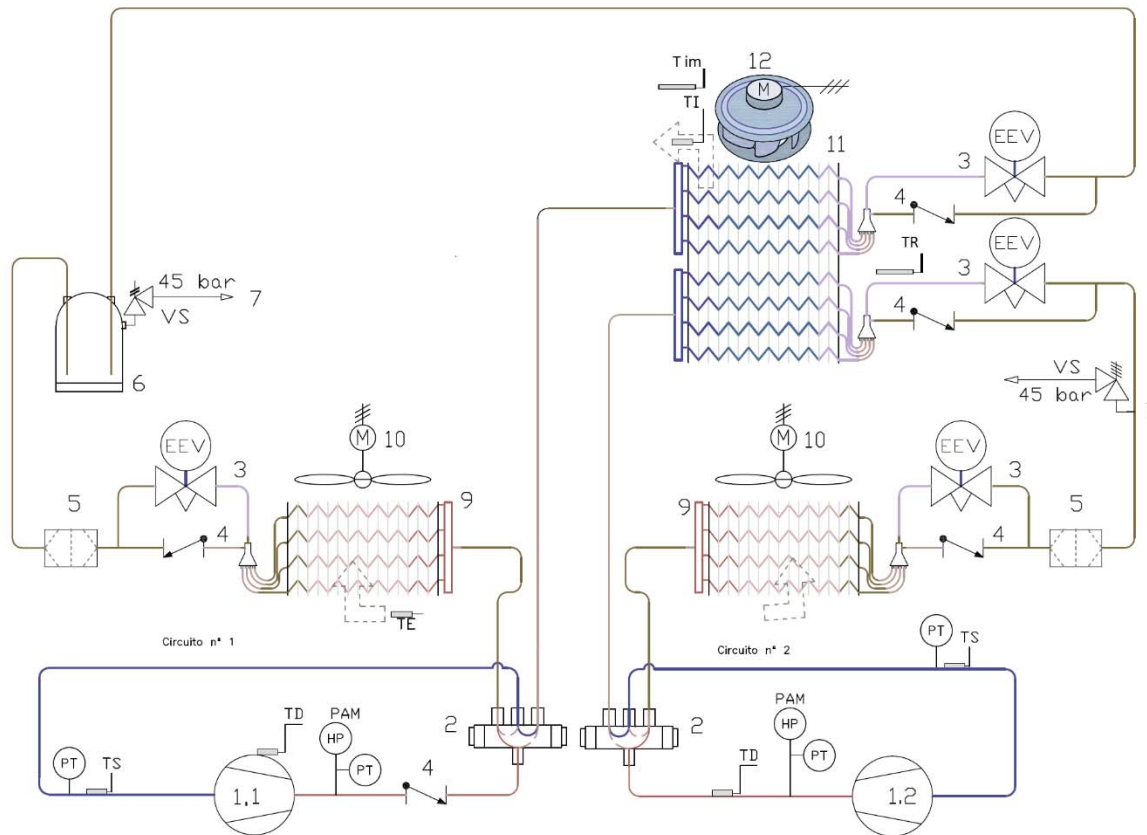 Tim
12
M
TI
11
EEV
3
4
EEV
TR
3
4
45 bar
7
VS
6
VS
45 bar
EEV
3
M
10
M
10
EEV
3
5
4
9
9
4
5
TE
Circuito nº 1
Circuito nº 2
PT
TS
TD
PAM
HP
PT
2
2
PAM
HP
PT
TD
PT
TS
4
1.1
1.2